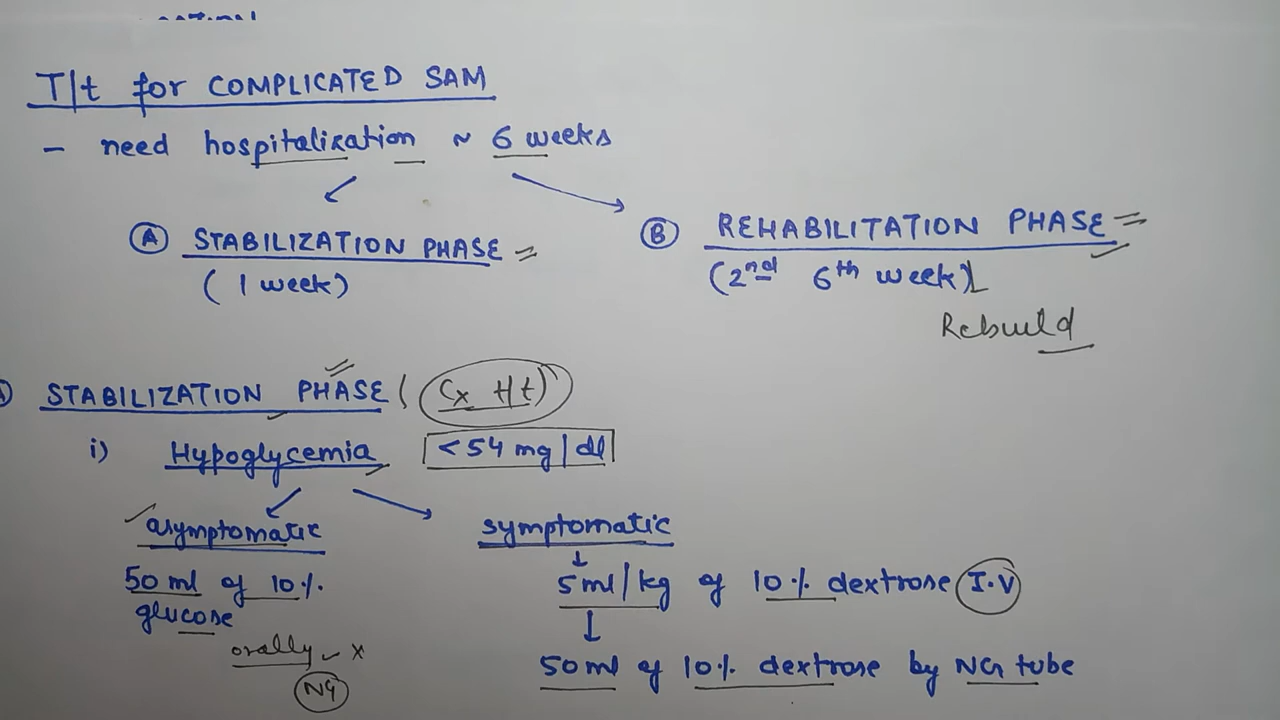 T/t for COMPLICATED SAM
- need hospitalization ~ 6 weeks
A STABILIZATION PHASE =
(1 week)
B REHABILITATION PHASE =
(2nd 6th week)
Rebuild
STABILIZATION PHASE (Cx T/t)
i) Hypoglycemia <54 mg/dl
asymptomatic
50 ml of 10%
glucose
orally ✓ x
NG
symptomatic
↓
5ml/kg of 10% dextrose I.V
↓
50 ml of 10% dextrose by NG tube